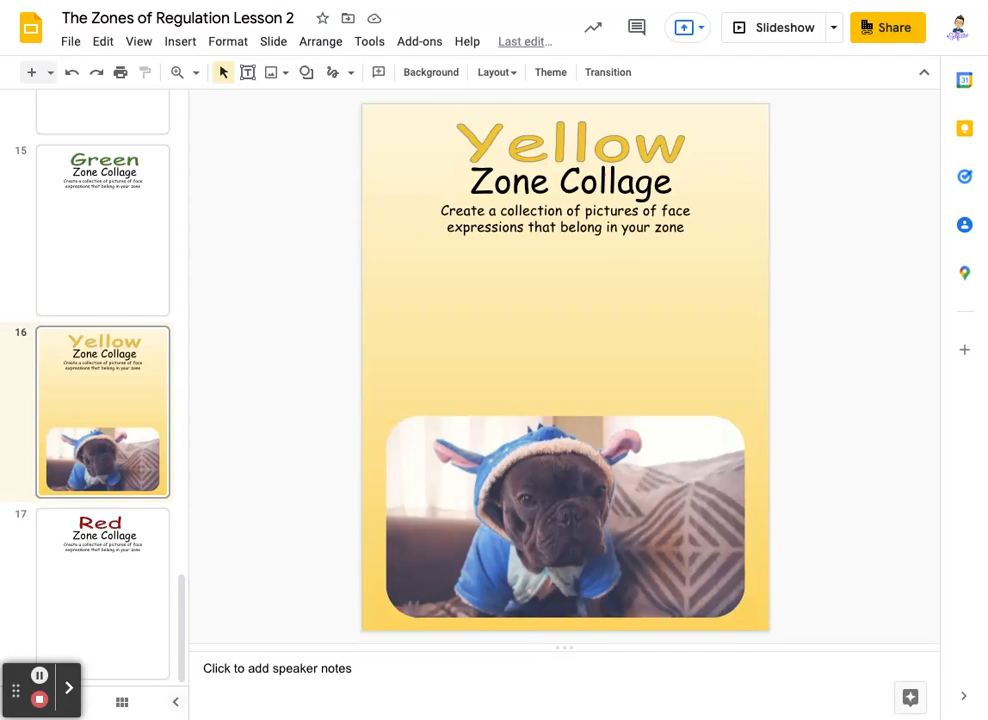 The Zones of Regulation Lesson 2
File Edit View Insert Format Slide Arrange Tools Add-ons Help Last edit...
Slideshow
Share
Background Layout Theme Transition
31
15
Green
Zone Collage
Create a collection of pictures of face
expressions that belong in your zone
16
Yellow
Zone Collage
Create a collection of pictures of face
expressions that belong in your zone
17
Red
Zone Collage
Create a collection of pictures of face
expressions that belong in your zone
Yellow
Zone Collage
Create a collection of pictures of face
expressions that belong in your zone
Click to add speaker notes